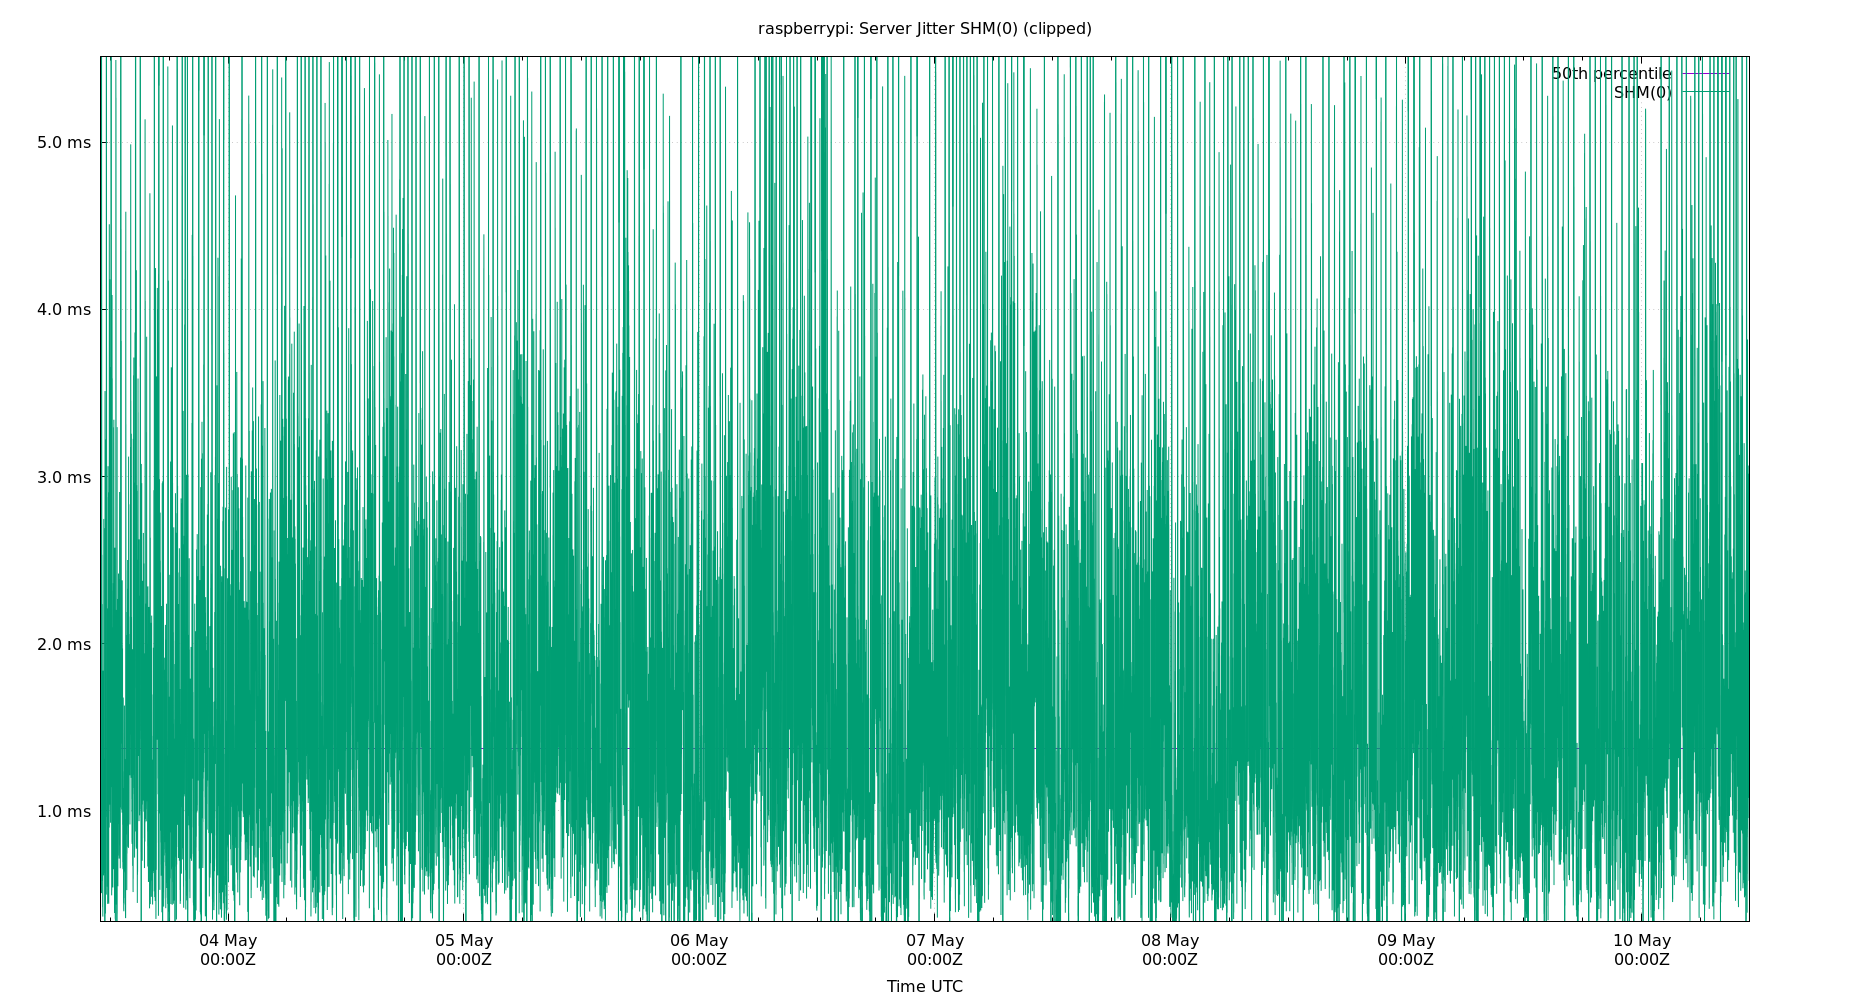 raspberrypi: Server Jitter SHM(0) (clipped)
50th percentile
SHM(0)
5.0 ms
4.0 ms
3.0 ms
2.0 ms
1.0 ms
04 May 05 May 06 May 07 May 08 May 09 May 10 May
00:00Z 00:00Z 00:00Z 00:00Z 00:00Z 00:00Z 00:00Z
Time UTC